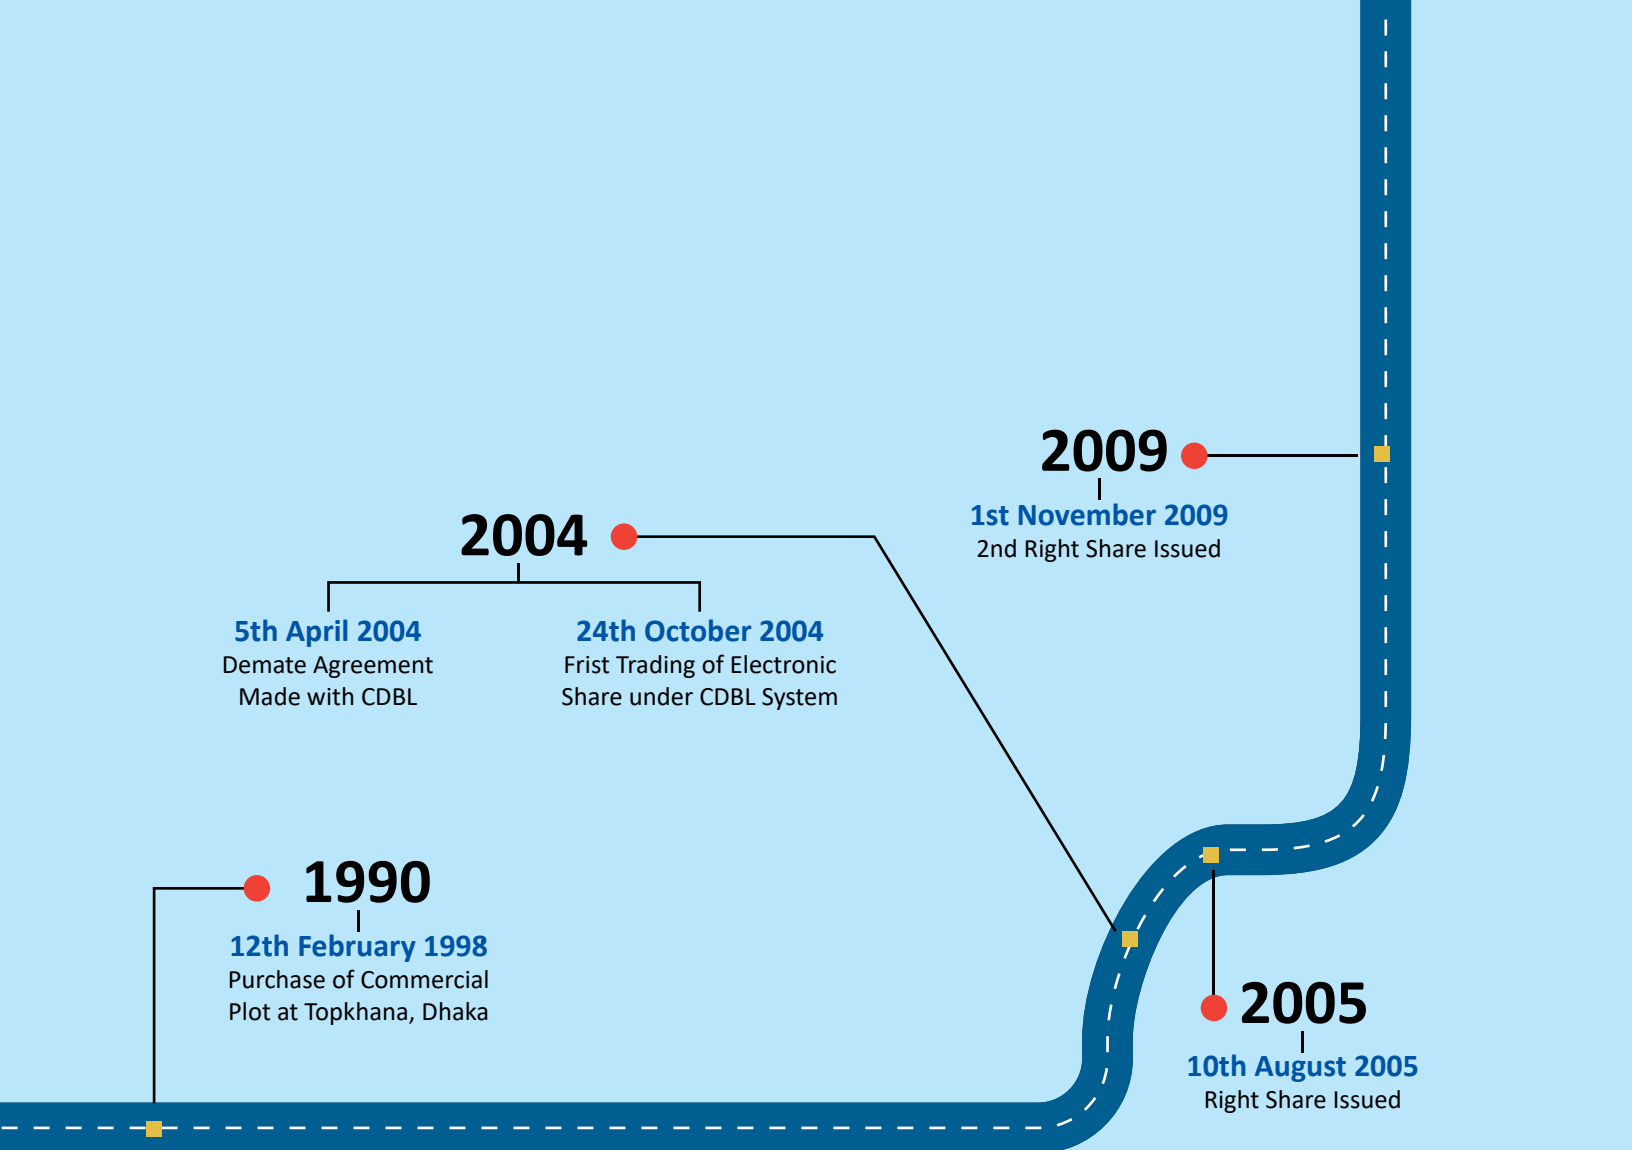 2009
1st November 2009
2nd Right Share Issued
2004
5th April 2004
Demate Agreement
Made with CDBL
24th October 2004
Frist Trading of Electronic
Share under CDBL System
1990
12th February 1998
Purchase of Commercial
Plot at Topkhana, Dhaka
2005
10th August 2005
Right Share Issued